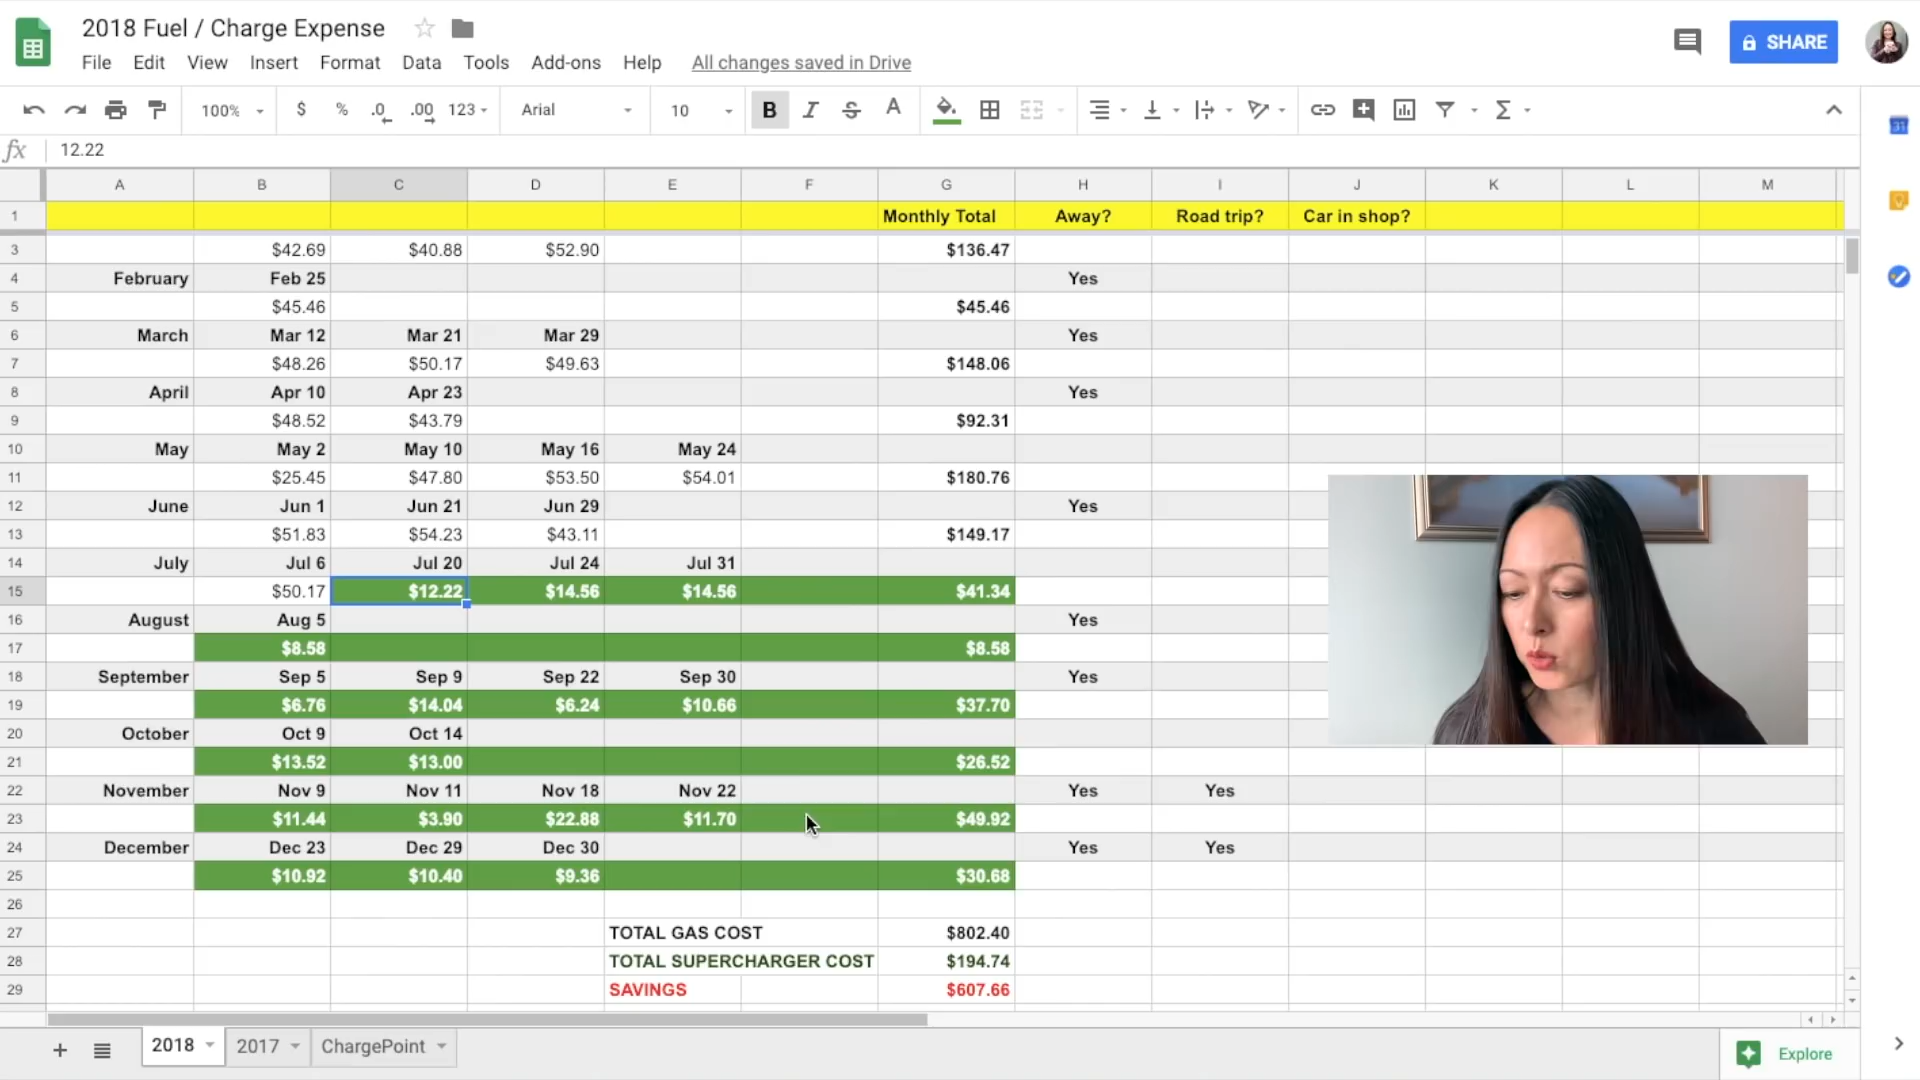 2018 Fuel / Charge Expense
SHARE
File Edit View Insert Format Data Tools Add-ons Help All changes saved in Drive
100% $ % .0 .00 123 Arial 10 B I S A
31
fx 12.22
A B C D E F G H I J K L M
1 Monthly Total Away? Road trip? Car in shop?
3 $42.69 $40.88 $52.90 $136.47
4 February Feb 25 Yes
5 $45.46 $45.46
6 March Mar 12 Mar 21 Mar 29 Yes
7 $48.26 $50.17 $49.63 $148.06
8 April Apr 10 Apr 23 Yes
9 $48.52 $43.79 $92.31
10 May May 2 May 10 May 16 May 24
11 $25.45 $47.80 $53.50 $54.01 $180.76
12 June Jun 1 Jun 21 Jun 29 Yes
13 $51.83 $54.23 $43.11 $149.17
14 July Jul 6 Jul 20 Jul 24 Jul 31
15 $50.17 $12.22 $14.56 $14.56 $41.34
16 August Aug 5 Yes
17 $8.58 $8.58
18 September Sep 5 Sep 9 Sep 22 Sep 30 Yes
19 $6.76 $14.04 $6.24 $10.66 $37.70
20 October Oct 9 Oct 14
21 $13.52 $13.00 $26.52
22 November Nov 9 Nov 11 Nov 18 Nov 22 Yes Yes
23 $11.44 $3.90 $22.88 $11.70 $49.92
24 December Dec 23 Dec 29 Dec 30 Yes Yes
25 $10.92 $10.40 $9.36 $30.68
26
27 TOTAL GAS COST $802.40
28 TOTAL SUPERCHARGER COST $194.74
29 SAVINGS $607.66
2018 2017 ChargePoint Explore